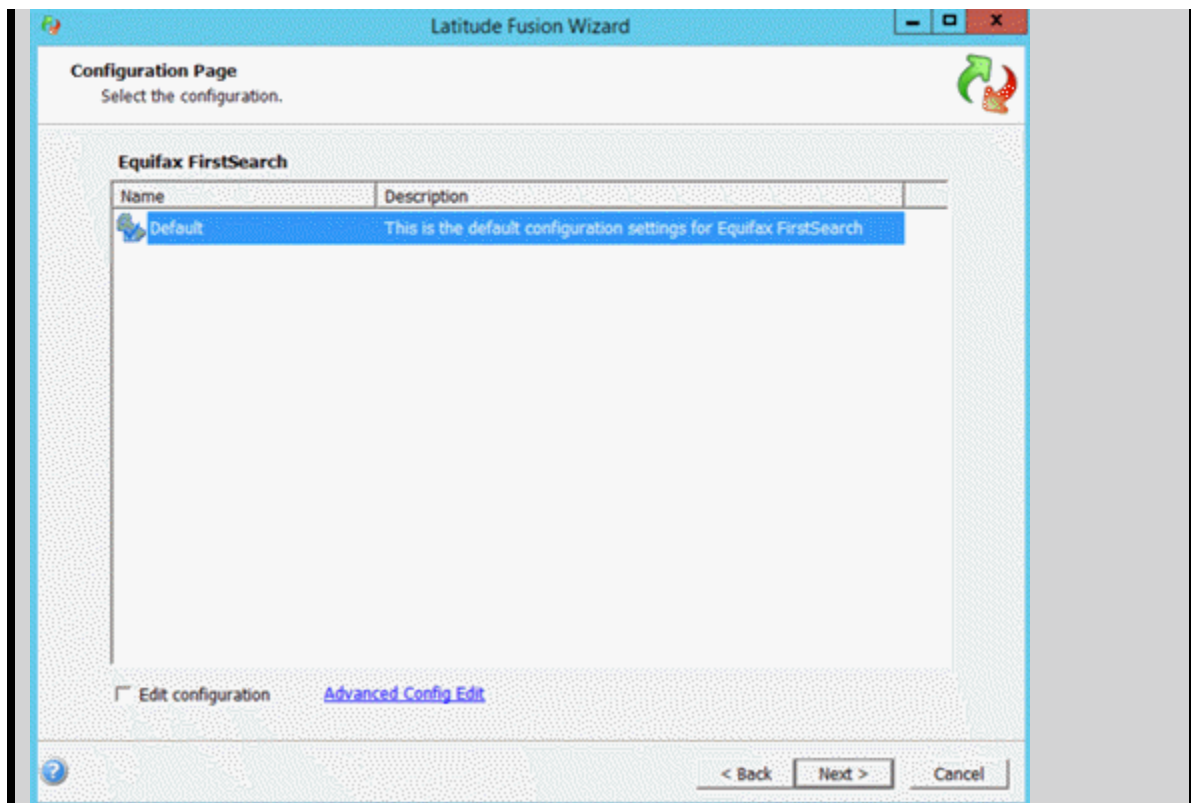 Latitude Fusion Wizard
Configuration Page
Select the configuration.
Equifax FirstSearch
Name Description
Default This is the default configuration settings for Equifax FirstSearch
Edit configuration Advanced Config Edit
< Back Next > Cancel